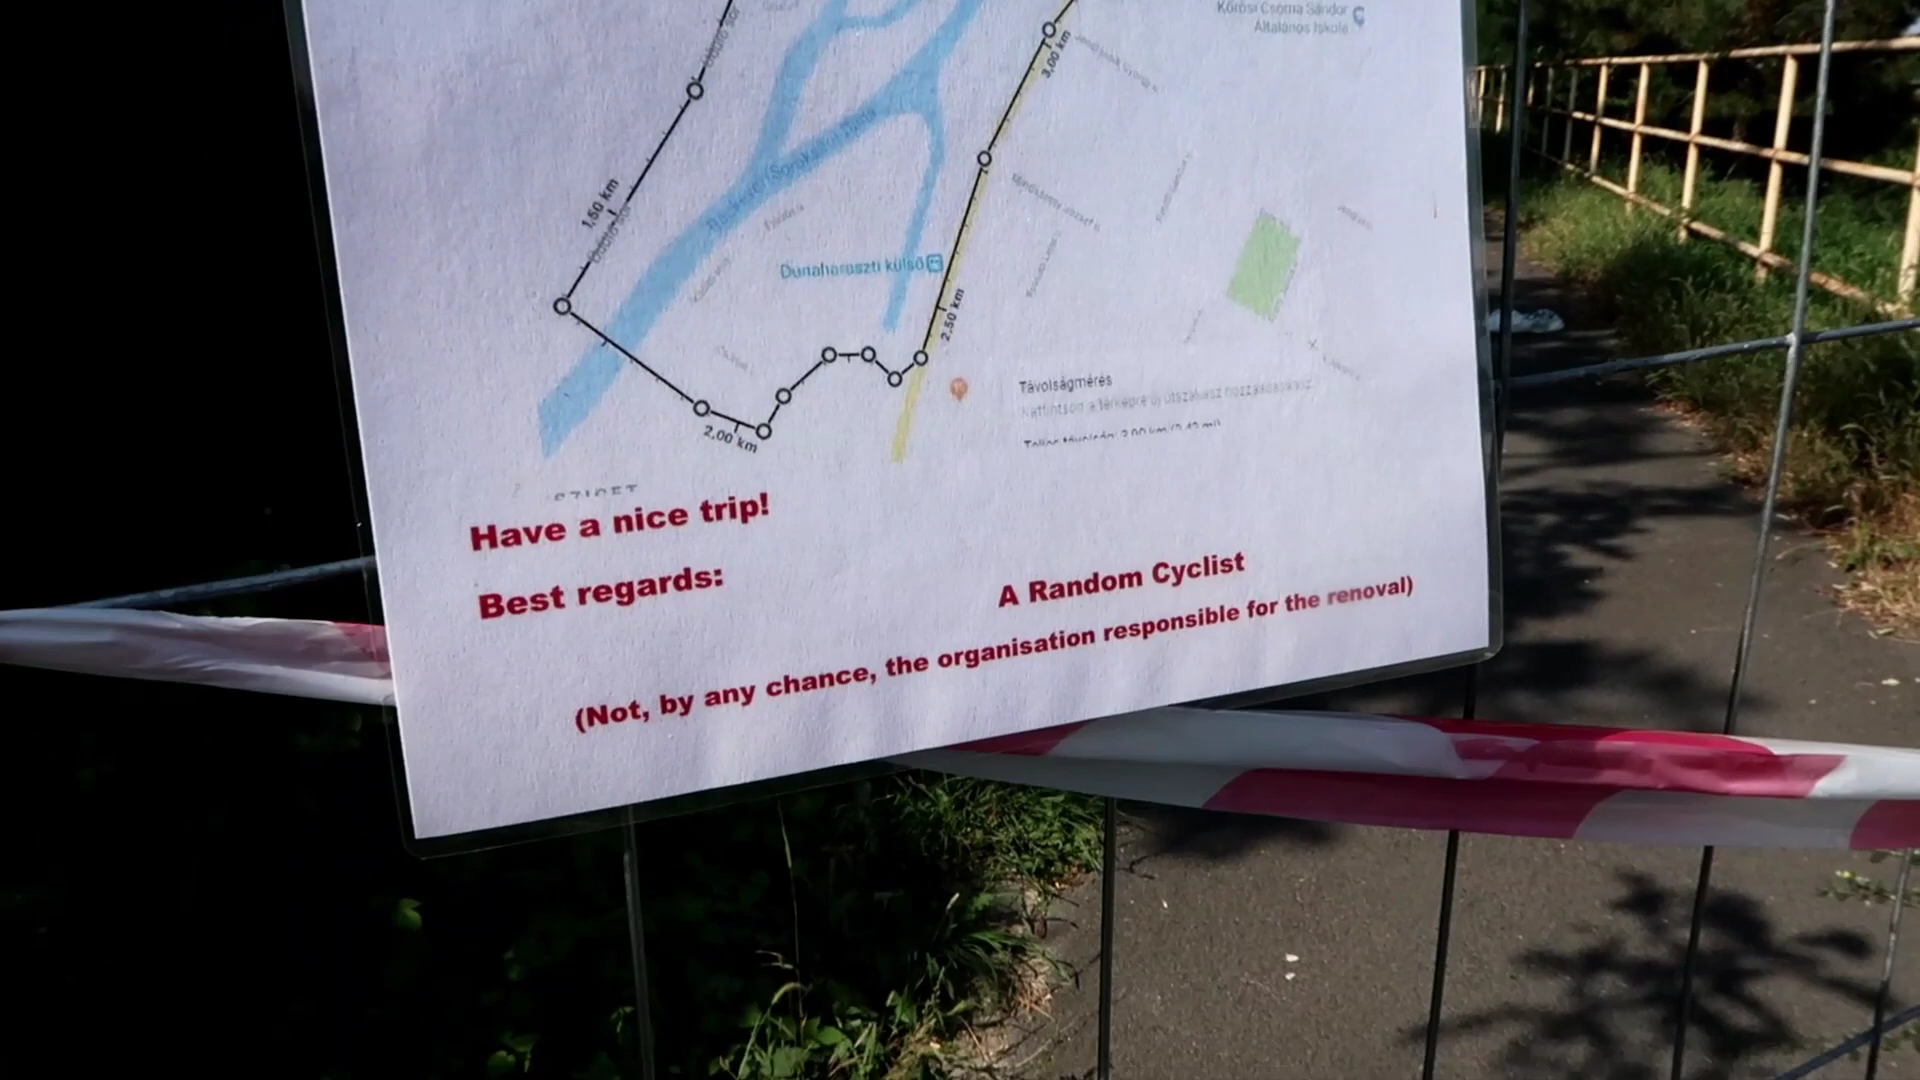 Kőrösi Csoma Sándor
Általános Iskola
3,00 km
1,50 km
Dunaharaszti külső
2,50 km
Távolságmérés
2,00 km
SZIGET
Have a nice trip!
Best regards:
A Random Cyclist
(Not, by any chance, the organisation responsible for the renoval)